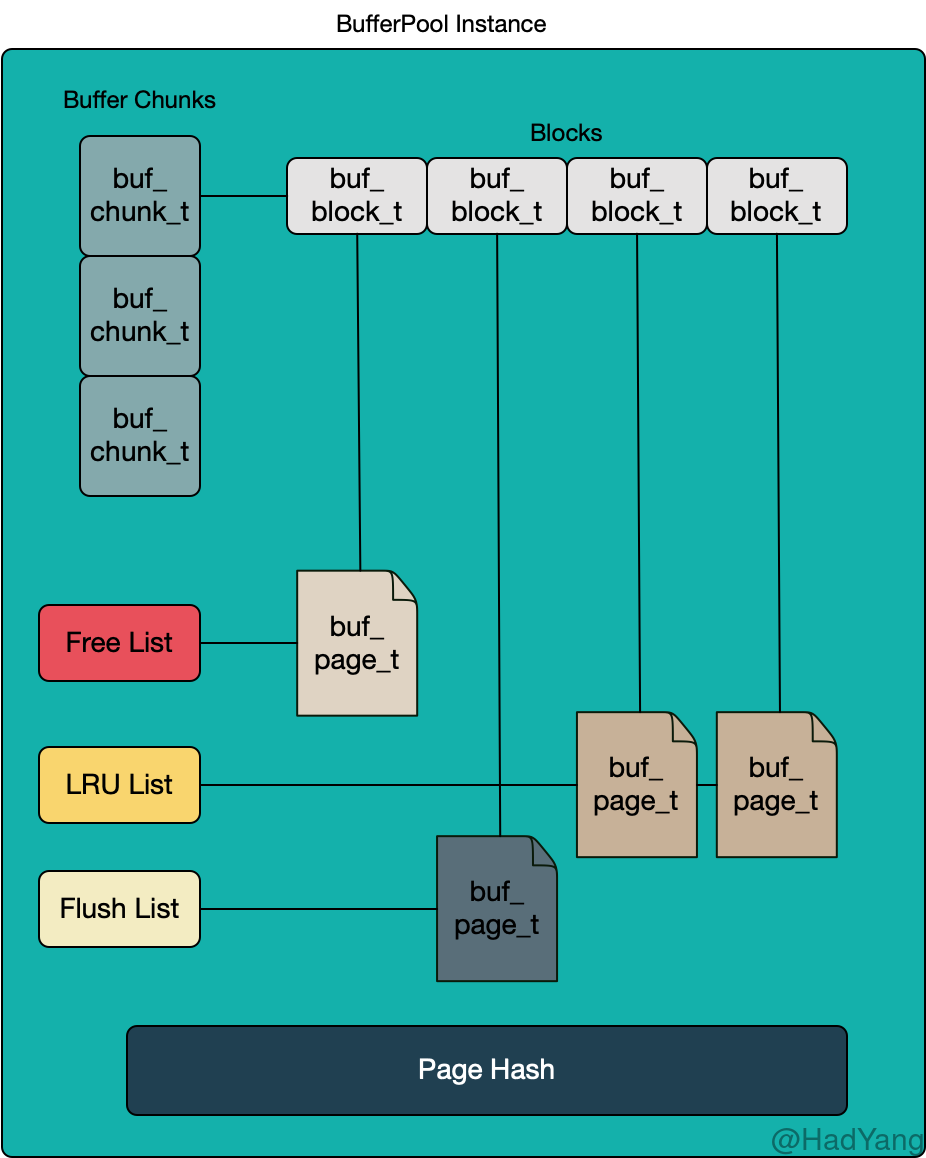 BufferPool Instance
Buffer Chunks
Blocks
buf_
chunk_t
buf_
block_t
buf_
block_t
buf_
block_t
buf_
block_t
buf_
chunk_t
buf_
chunk_t
Free List
buf_
page_t
LRU List
buf_
page_t
buf_
page_t
Flush List
buf_
page_t
Page Hash
@HadYang